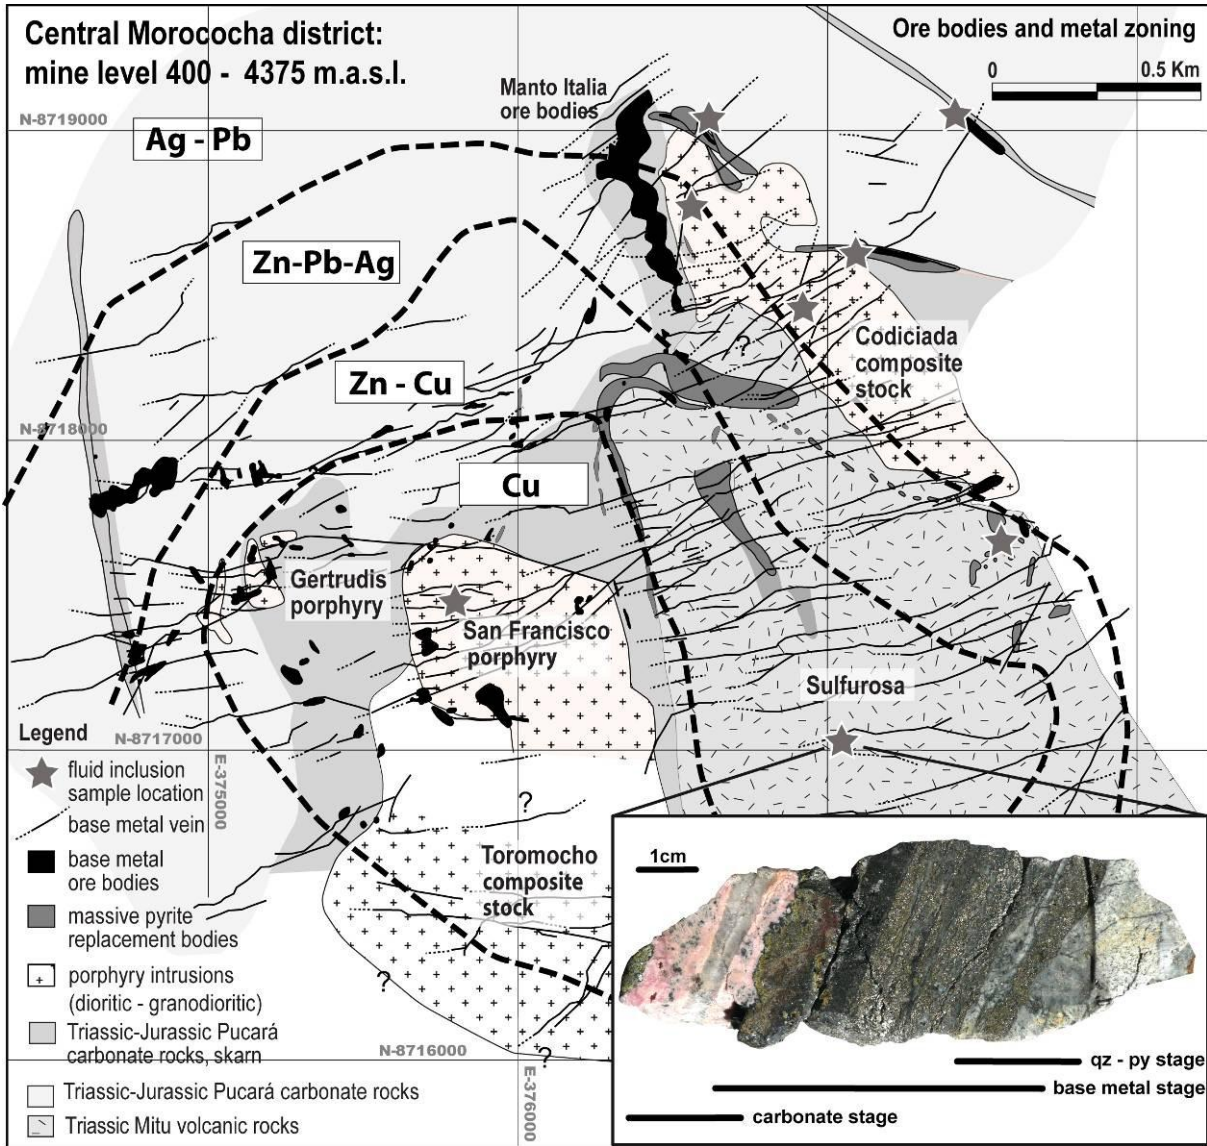 Central Morococha district:
mine level 400 - 4375 m.a.s.l.
Ore bodies and metal zoning
0 0.5 Km
Manto Italia
ore bodies
N-8719000
Ag - Pb
Zn-Pb-Ag
Zn - Cu
Codiciada
composite
stock
?
N-8718000
Cu
Gertrudis
porphyry
San Francisco
porphyry
Sulfurosa
N-8717000
E-375000
Legend
fluid inclusion
sample location
base metal vein
base metal
ore bodies
massive pyrite
replacement bodies
porphyry intrusions
(dioritic - granodioritic)
Triassic-Jurassic Pucará
carbonate rocks, skarn
Triassic-Jurassic Pucará carbonate rocks
Triassic Mitu volcanic rocks
?
Toromocho
composite
stock
?
?
N-8716000
E-376000
1cm
qz - py stage
base metal stage
carbonate stage